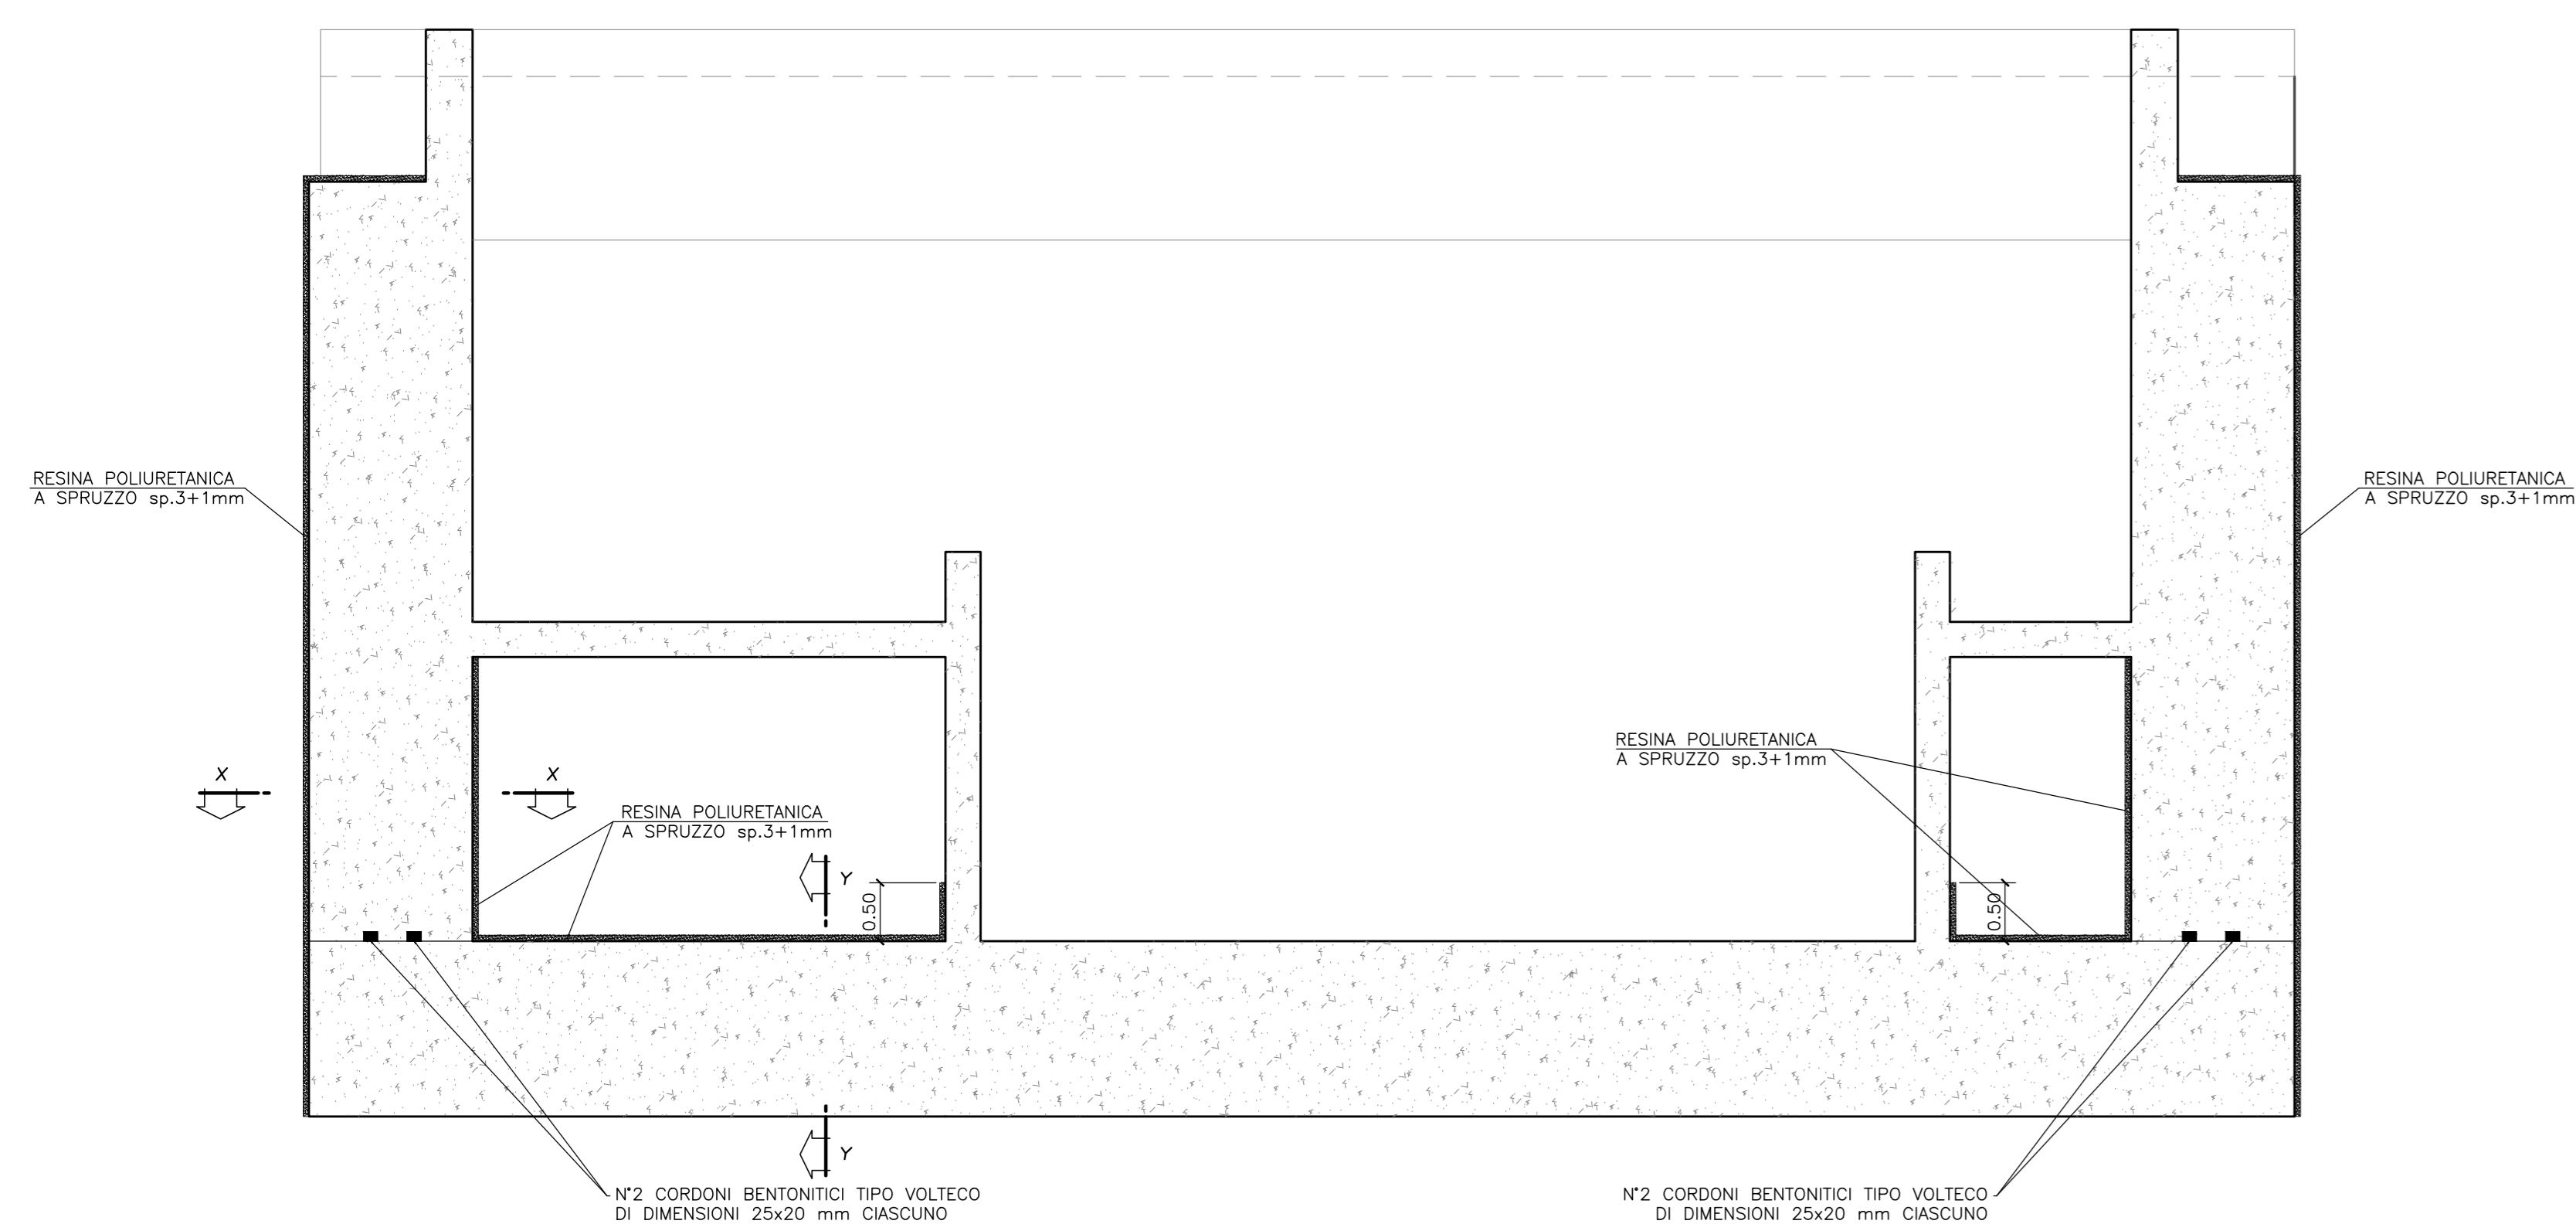 RESINA POLIURETANICA
A SPRUZZO sp.3+1mm
RESINA POLIURETANICA
A SPRUZZO sp.3+1mm
RESINA POLIURETANICA
A SPRUZZO sp.3+1mm
X
X
RESINA POLIURETANICA
A SPRUZZO sp.3+1mm
Y
0.50
0.50
Y
N°2 CORDONI BENTONITICI TIPO VOLTECO
DI DIMENSIONI 25x20 mm CIASCUNO
N°2 CORDONI BENTONITICI TIPO VOLTECO
DI DIMENSIONI 25x20 mm CIASCUNO